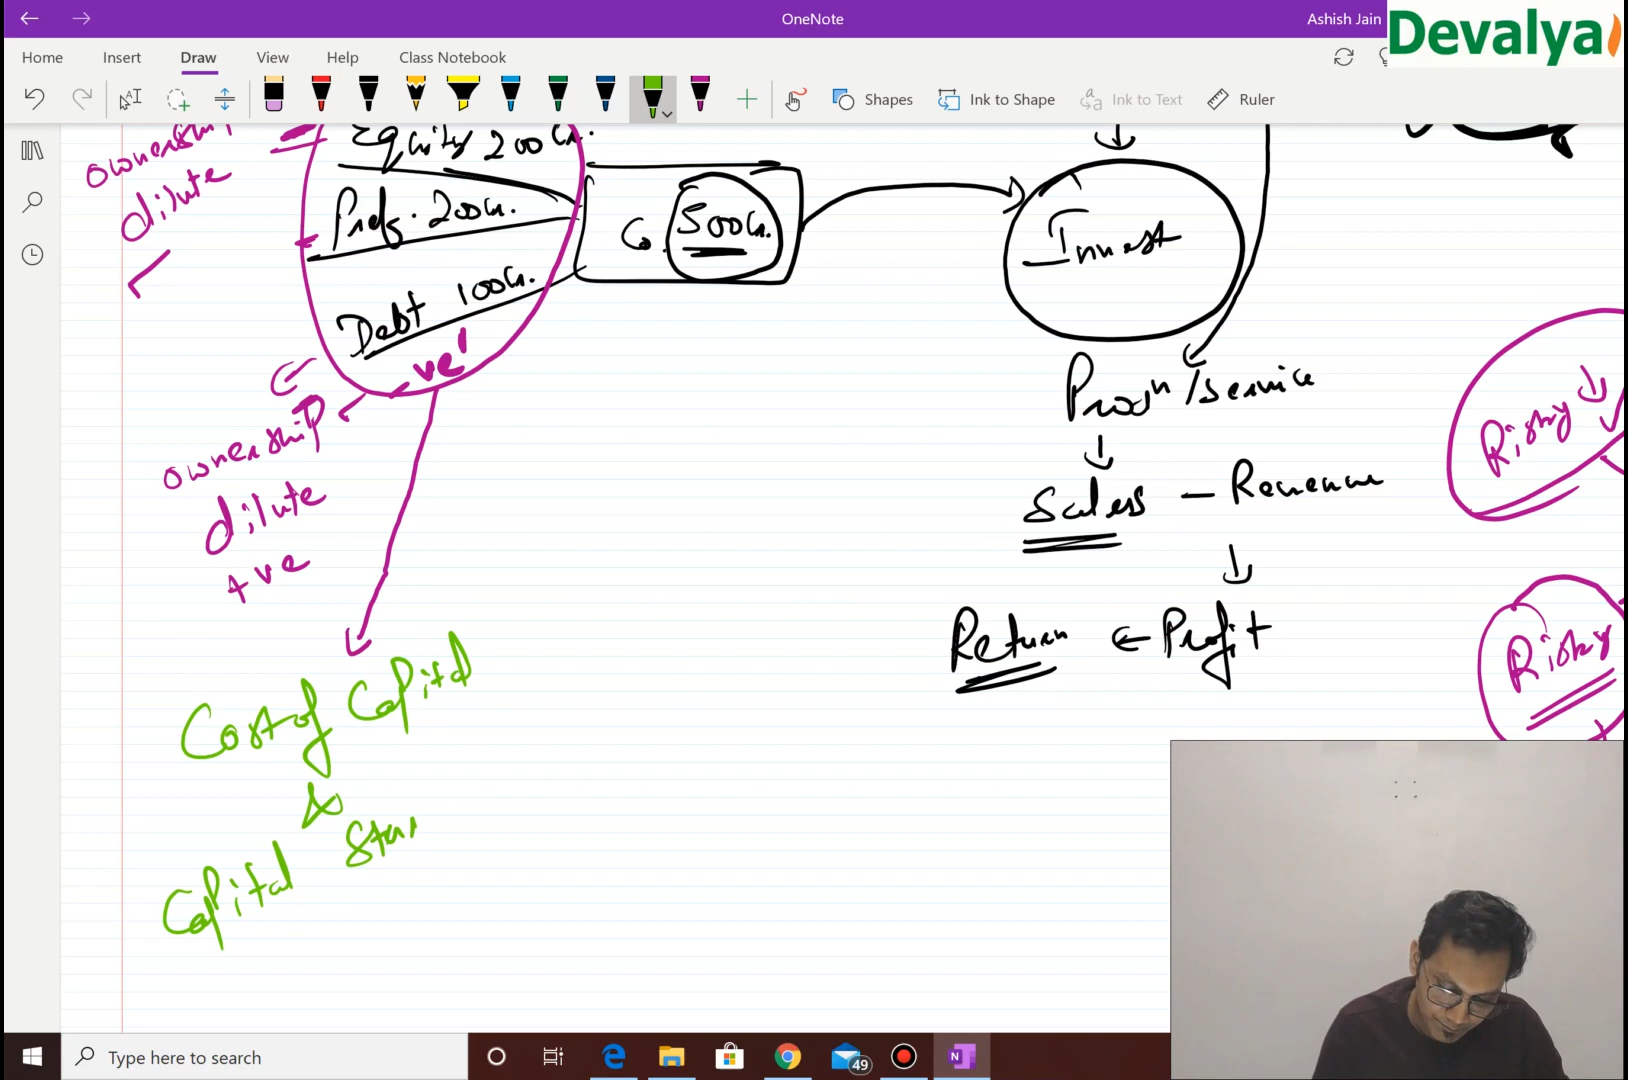 OneNote
Ashish Jain
Devalya
Home Insert Draw View Help Class Notebook
Shapes Ink to Shape Ink to Text Ruler
ownership
dilute
Equity 200 Cr.
Prefs. 200 Cr.
Debt 100 Cr.
Co. 500 Cr.
Invest
-ve
ownership
dilute
+ve
Prodn /service
Sales - Revenue
Return ← Profit
Risky ↓
Risky
Cost of Capital
&
Capital Star
Type here to search
49
N